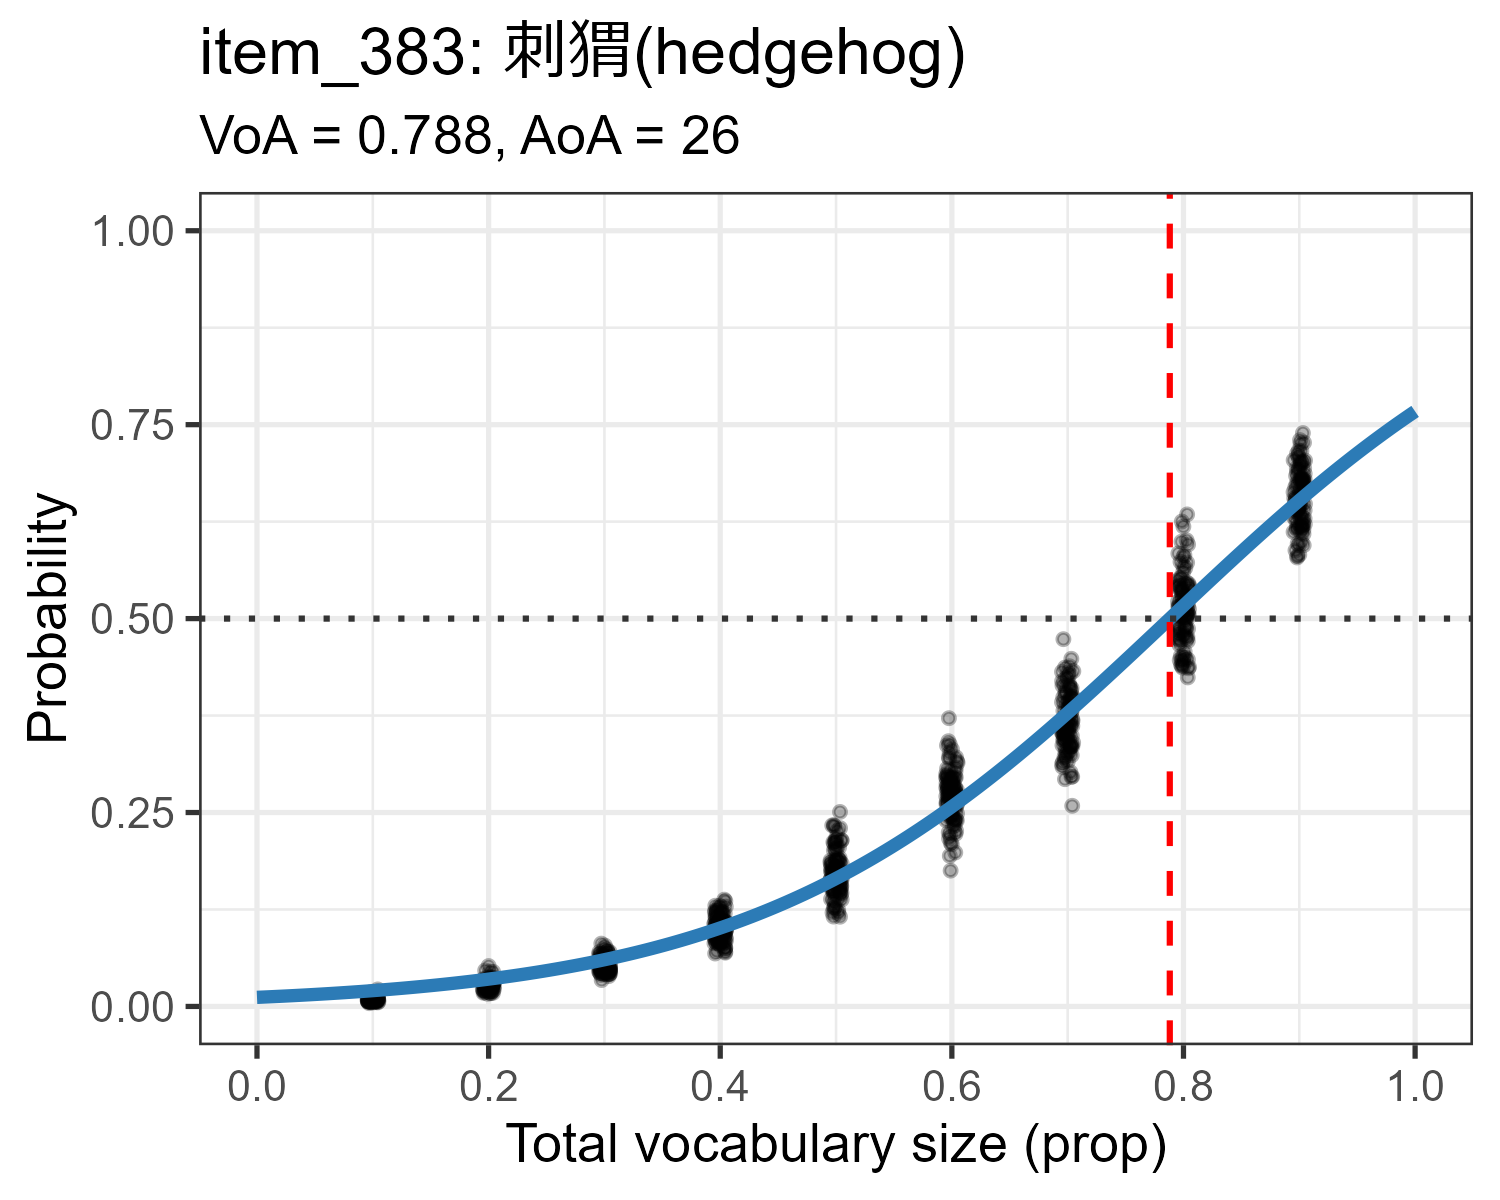 item_383: 刺猬(hedgehog)
VoA = 0.788, AoA = 26
1.00
0.75
0.50
0.25
0.00
Probability
0.0 0.2 0.4 0.6 0.8 1.0
Total vocabulary size (prop)